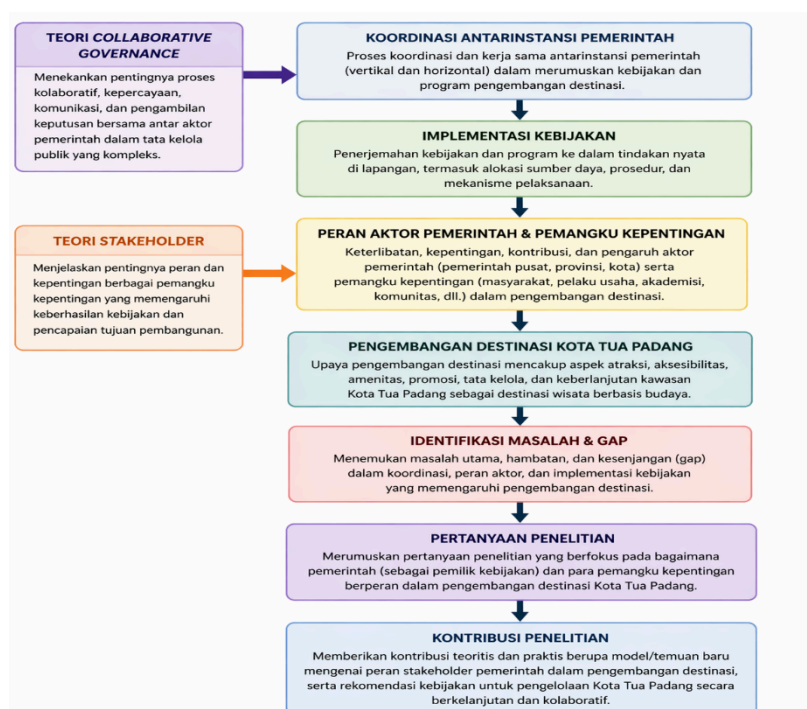 TEORI COLLABORATIVE
GOVERNANCE
Menekankan pentingnya proses
kolaboratif, kepercayaan,
komunikasi, dan pengambilan
keputusan bersama antar aktor
pemerintah dalam tata kelola
publik yang kompleks.
KOORDINASI ANTARINSTANSI PEMERINTAH
Proses koordinasi dan kerja sama antarinstansi pemerintah
(vertikal dan horizontal) dalam merumuskan kebijakan dan
program pengembangan destinasi.
IMPLEMENTASI KEBIJAKAN
Penerjemahan kebijakan dan program ke dalam tindakan nyata
di lapangan, termasuk alokasi sumber daya, prosedur, dan
mekanisme pelaksanaan.
TEORI STAKEHOLDER
Menjelaskan pentingnya peran dan
kepentingan berbagai pemangku
kepentingan yang memengaruhi
keberhasilan kebijakan dan
pencapaian tujuan pembangunan.
PERAN AKTOR PEMERINTAH & PEMANGKU KEPENTINGAN
Keterlibatan, kepentingan, kontribusi, dan pengaruh aktor
pemerintah (pemerintah pusat, provinsi, kota) serta
pemangku kepentingan (masyarakat, pelaku usaha, akademisi,
komunitas, dll.) dalam pengembangan destinasi.
PENGEMBANGAN DESTINASI KOTA TUA PADANG
Upaya pengembangan destinasi mencakup aspek atraksi, aksesibilitas,
amenitas, promosi, tata kelola, dan keberlanjutan kawasan
Kota Tua Padang sebagai destinasi wisata berbasis budaya.
IDENTIFIKASI MASALAH & GAP
Menemukan masalah utama, hambatan, dan kesenjangan (gap)
dalam koordinasi, peran aktor, dan implementasi kebijakan
yang memengaruhi pengembangan destinasi.
PERTANYAAN PENELITIAN
Merumuskan pertanyaan penelitian yang berfokus pada bagaimana
pemerintah (sebagai pemilik kebijakan) dan para pemangku kepentingan
berperan dalam pengembangan destinasi Kota Tua Padang.
KONTRIBUSI PENELITIAN
Memberikan kontribusi teoritis dan praktis berupa model/temuan baru
mengenai peran stakeholder pemerintah dalam pengembangan destinasi,
serta rekomendasi kebijakan untuk pengelolaan Kota Tua Padang secara
berkelanjutan dan kolaboratif.